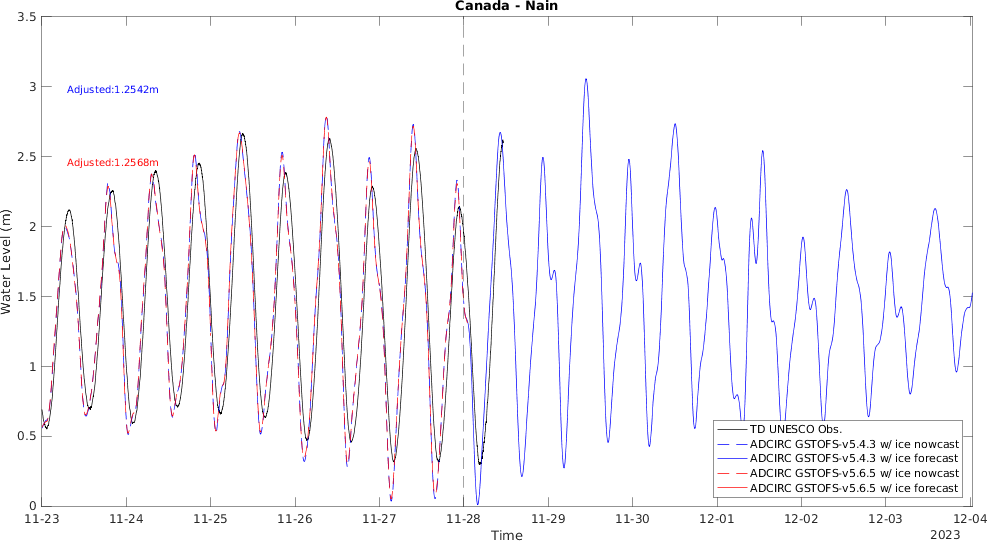 Canada - Nain
3.5
3
2.5
2
1.5
1
0.5
0
Water Level (m)
Adjusted:1.2542m
Adjusted:1.2568m
TD UNESCO Obs.
ADCIRC GSTOFS-v5.4.3 w/ ice nowcast
ADCIRC GSTOFS-v5.4.3 w/ ice forecast
ADCIRC GSTOFS-v5.6.5 w/ ice nowcast
ADCIRC GSTOFS-v5.6.5 w/ ice forecast
11-23 11-24 11-25 11-26 11-27 11-28 11-29 11-30 12-01 12-02 12-03 12-04
Time
2023